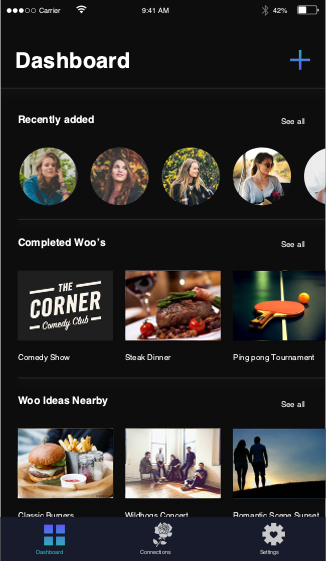 Carrier 9:41 AM 42%
Dashboard
Recently added See all
Completed Woo's See all
THE
CORNER
Comedy Club
Comedy Show Steak Dinner Ping pong Tournament
Woo Ideas Nearby See all
Classic Burgers Wildhogs Concert Romantic Scene Sunset
Dashboard Connections Settings